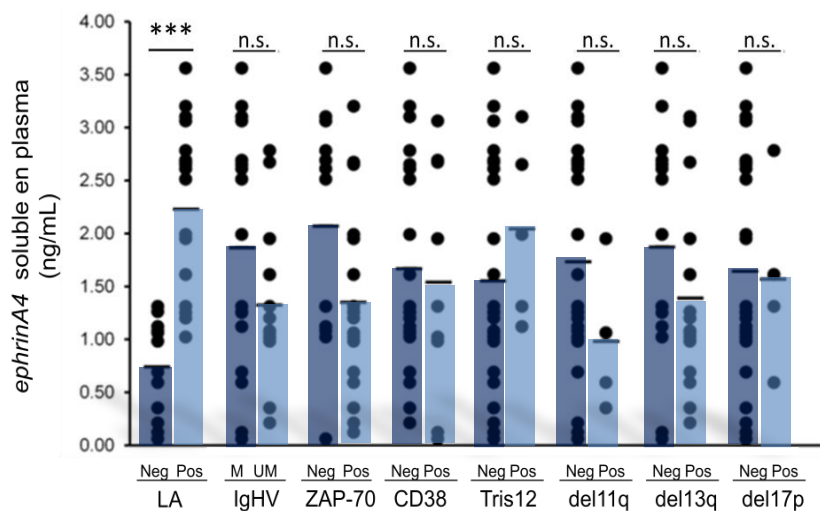 4.00
3.50
3.00
2.50
2.00
1.50
1.00
0.50
0.00
ephrinA4 soluble en plasma
(ng/mL)
*** n.s. n.s. n.s. n.s. n.s. n.s. n.s.
Neg Pos M UM Neg Pos Neg Pos Neg Pos Neg Pos Neg Pos Neg Pos
LA IgHV ZAP-70 CD38 Tris12 del11q del13q del17p